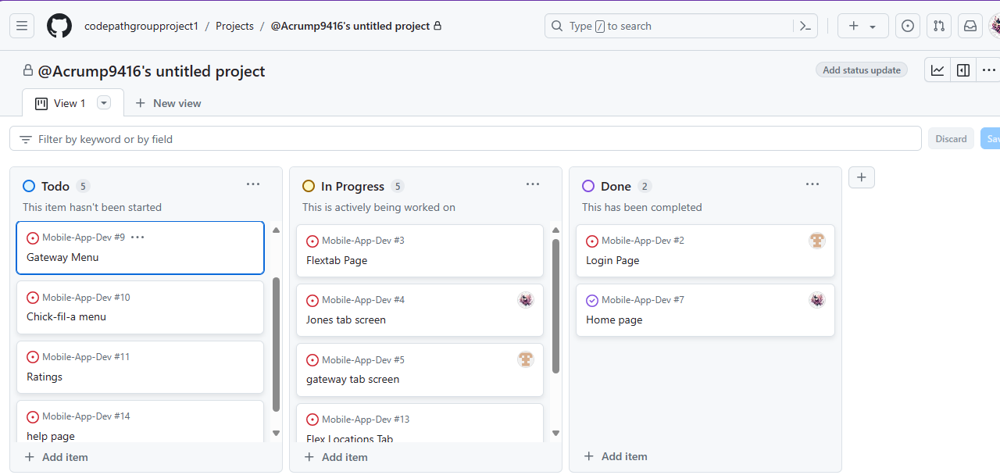 codepathgroupproject1 / Projects / @Acrump9416's untitled project
Type / to search
@Acrump9416's untitled project
Add status update
View 1
New view
Filter by keyword or by field
Discard
Sav
Todo 5
This item hasn't been started
Mobile-App-Dev #9
Gateway Menu
Mobile-App-Dev #10
Chick-fil-a menu
Mobile-App-Dev #11
Ratings
Mobile-App-Dev #14
help page
+ Add item
In Progress 5
This is actively being worked on
Mobile-App-Dev #3
Flextab Page
Mobile-App-Dev #4
Jones tab screen
Mobile-App-Dev #5
gateway tab screen
Mobile-App-Dev #13
Flex Locations Tab
+ Add item
Done 2
This has been completed
Mobile-App-Dev #2
Login Page
Mobile-App-Dev #7
Home page
+ Add item